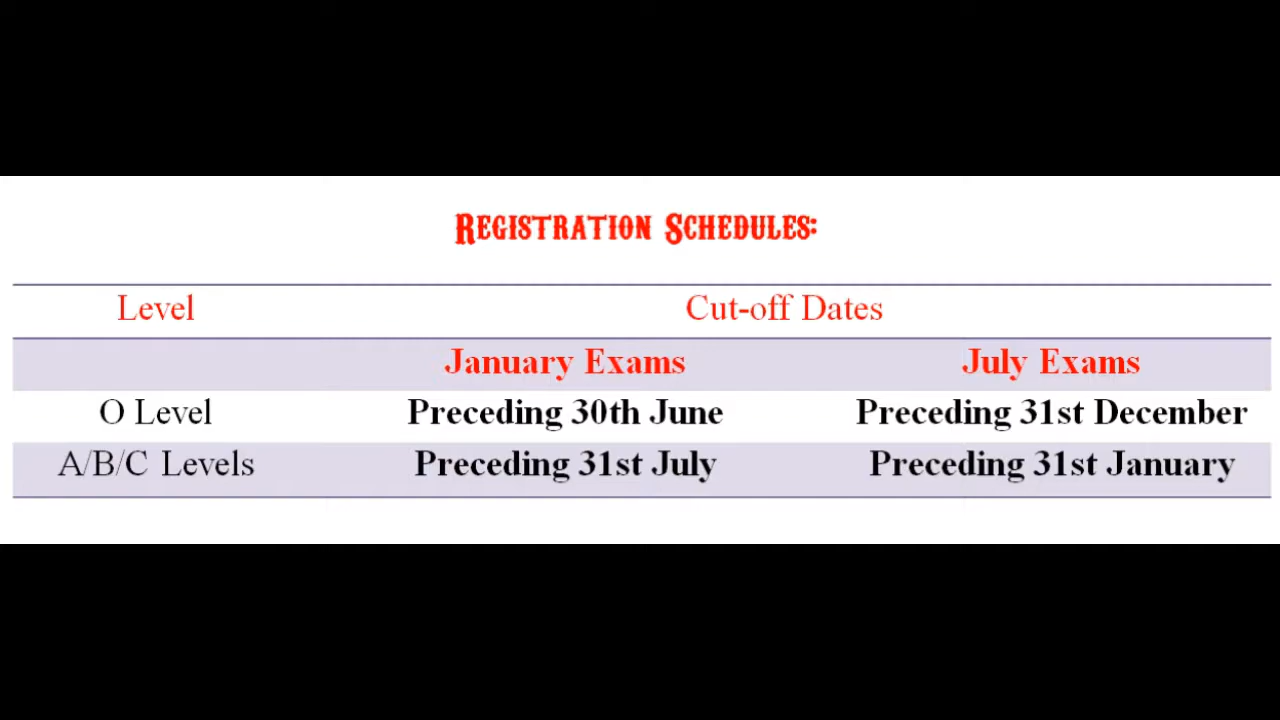 REGISTRATION SCHEDULES:
Level Cut-off Dates
January Exams July Exams
O Level Preceding 30th June Preceding 31st December
A/B/C Levels Preceding 31st July Preceding 31st January